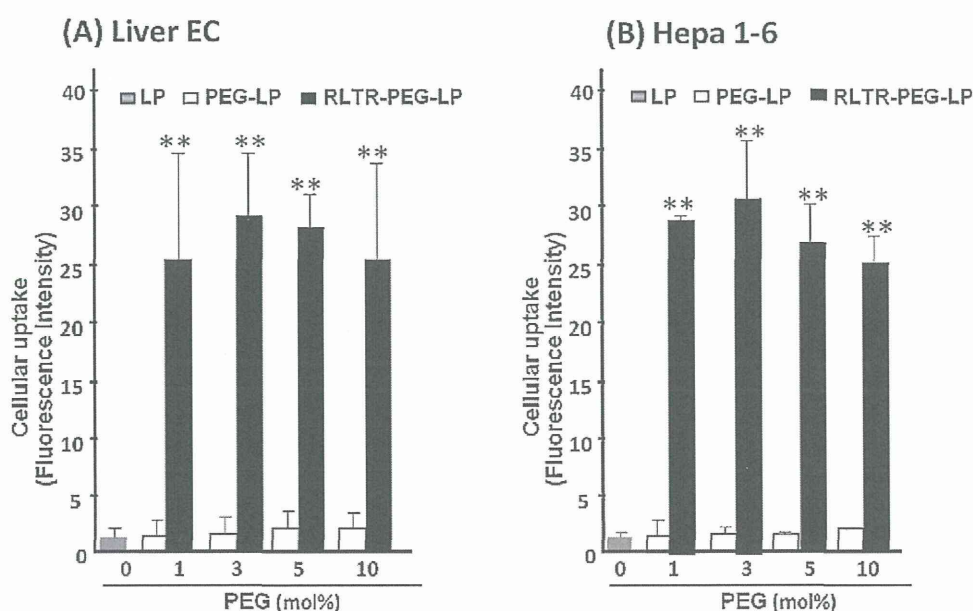 (A) Liver EC
LP PEG-LP RLTR-PEG-LP
Cellular uptake
(Fluorescence Intensity)
40
35
30
25
20
15
10
5
0
** ** ** **
0 1 3 5 10
PEG (mol%)
(B) Hepa 1-6
LP PEG-LP RLTR-PEG-LP
Cellular uptake
(Fluorescence Intensity)
40
35
30
25
20
15
10
5
0
** ** ** **
0 1 3 5 10
PEG (mol%)